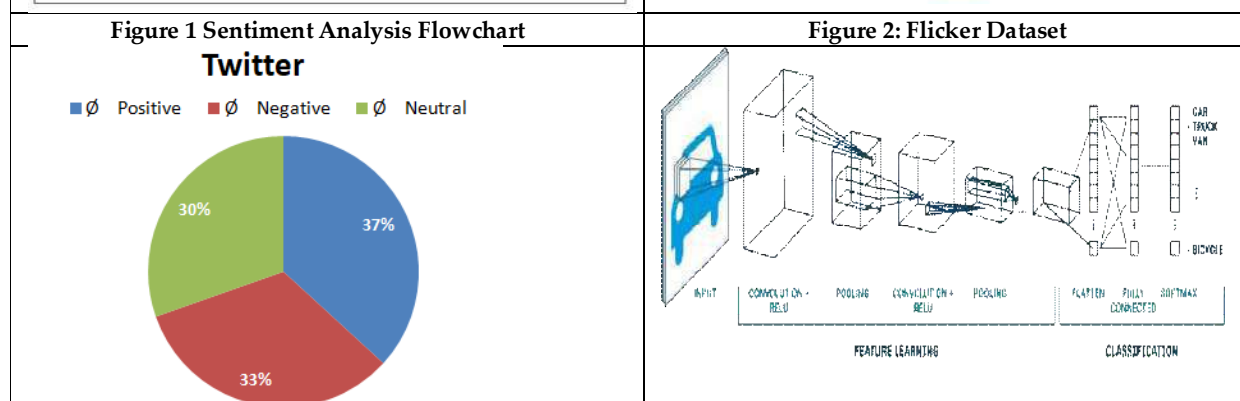 Figure 1 Sentiment Analysis Flowchart
Figure 2: Flicker Dataset
Twitter
Ø Positive Ø Negative Ø Neutral
30%
37%
33%
CAR
TRUCK
VAN
BICYCLE
INPUT
CONVOLUTION + RELU
POOLING
CONVOLUTION + RELU
POOLING
FLATTEN
FULLY CONNECTED
SOFTMAX
FEATURE LEARNING
CLASSIFICATION